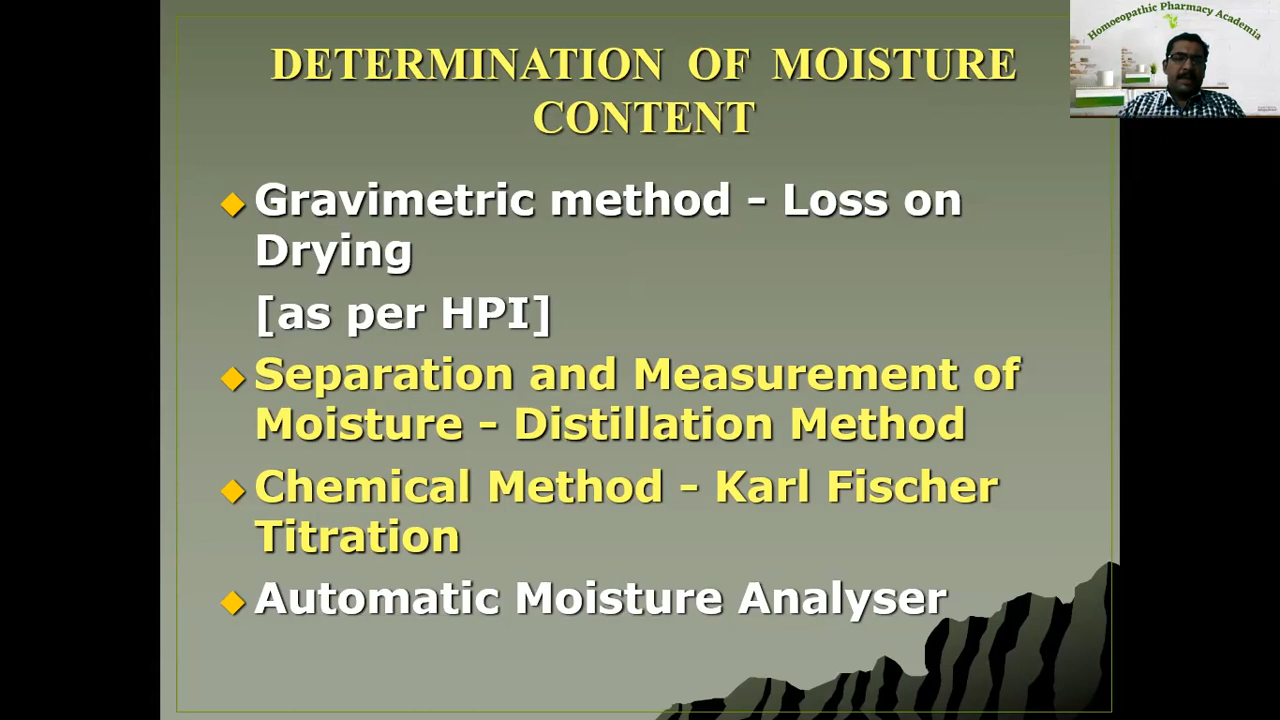 Homoeopathic Pharmacy Academia
DETERMINATION OF MOISTURE
CONTENT
Gravimetric method - Loss on
Drying
[as per HPI]
Separation and Measurement of
Moisture - Distillation Method
Chemical Method - Karl Fischer
Titration
Automatic Moisture Analyser